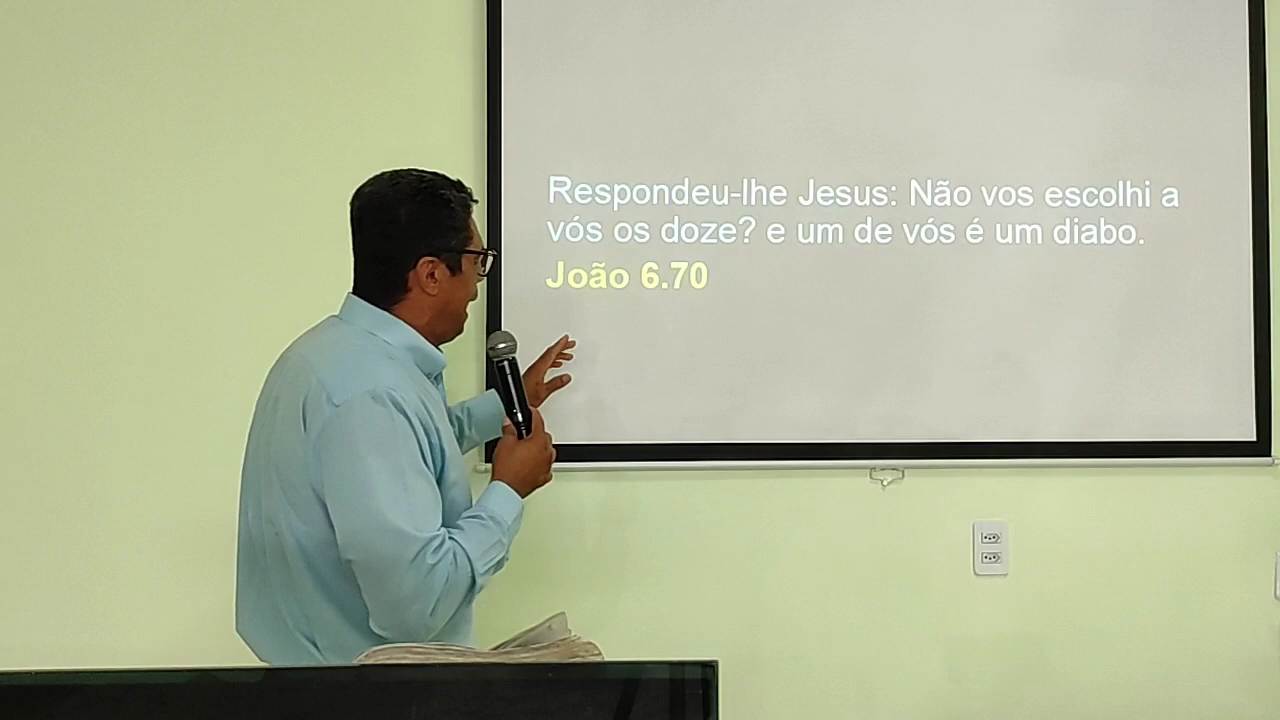 Respondeu-lhe Jesus: Não vos escolhi a
vós os doze? e um de vós é um diabo.
João 6.70